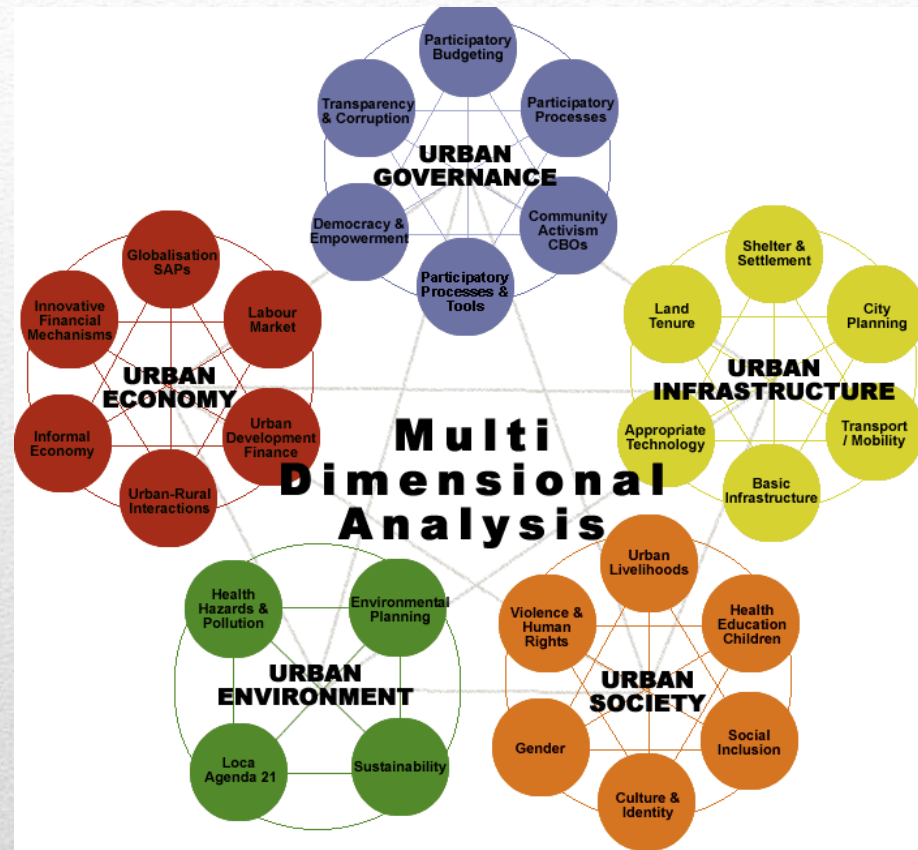 Participatory
Budgeting
Transparency
& Corruption
Participatory
Processes
URBAN
GOVERNANCE
Democracy &
Empowerment
Community
Activism
CBOs
Participatory
Processes &
Tools
Globalisation
SAPs
Innovative
Financial
Mechanisms
Labour
Market
URBAN
ECONOMY
Informal
Economy
Urban
Development
Finance
Urban-Rural
Interactions
Shelter &
Settlement
Land
Tenure
City
Planning
URBAN
INFRASTRUCTURE
Appropriate
Technology
Transport
/ Mobility
Basic
Infrastructure
Multi
Dimensional
Analysis
Health
Hazards &
Pollution
Environmental
Planning
URBAN
ENVIRONMENT
Loca
Agenda 21
Sustainability
Urban
Livelihoods
Violence &
Human
Rights
Health
Education
Children
URBAN
SOCIETY
Gender
Social
Inclusion
Culture &
Identity